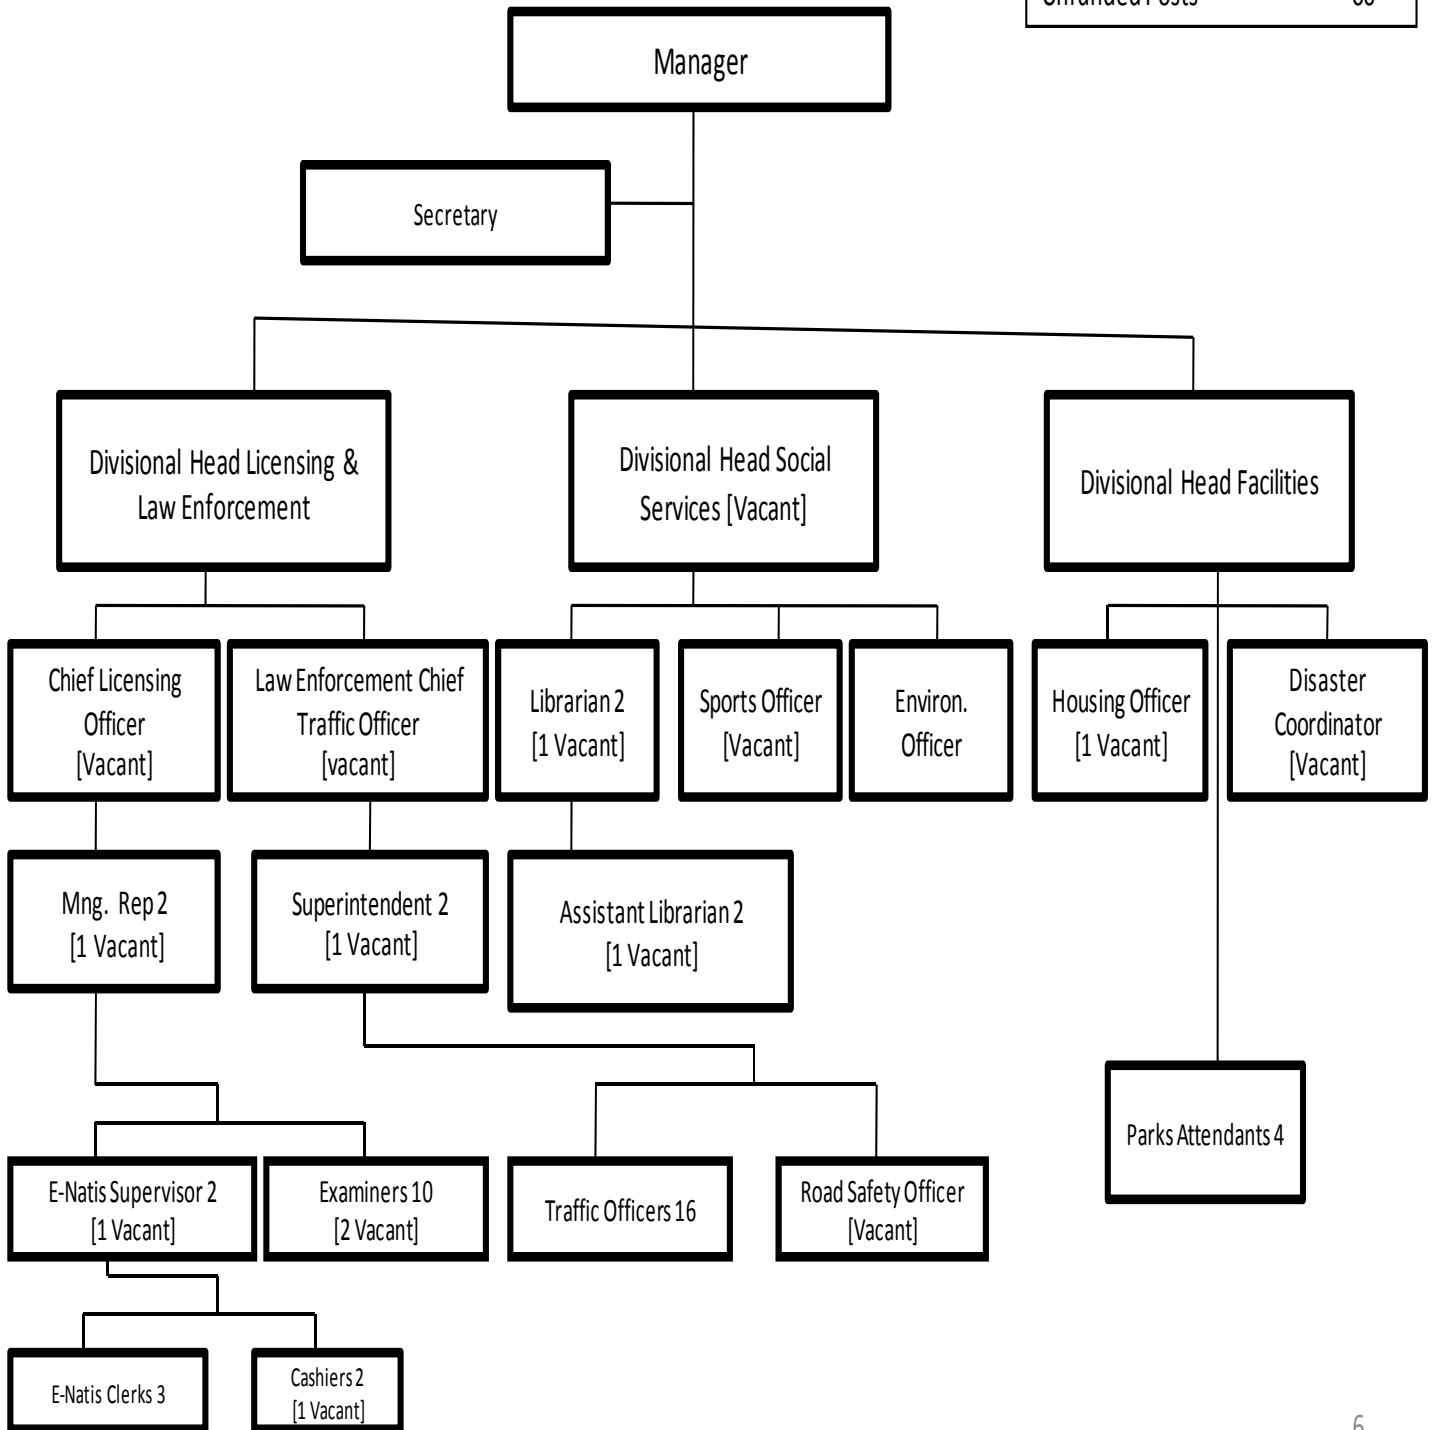 Manager
Secretary
Divisional Head Licensing &
Law Enforcement
Divisional Head Social
Services [Vacant]
Divisional Head Facilities
Chief Licensing
Officer
[Vacant]
Law Enforcement Chief
Traffic Officer
[vacant]
Librarian 2
[1 Vacant]
Sports Officer
[Vacant]
Environ.
Officer
Housing Officer
[1 Vacant]
Disaster
Coordinator
[Vacant]
Mng. Rep 2
[1 Vacant]
Superintendent 2
[1 Vacant]
Assistant Librarian 2
[1 Vacant]
Parks Attendants 4
E-Natis Supervisor 2
[1 Vacant]
Examiners 10
[2 Vacant]
Traffic Officers 16
Road Safety Officer
[Vacant]
E-Natis Clerks 3
Cashiers 2
[1 Vacant]
6